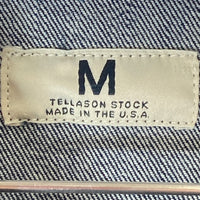 M
TELLASON STOCK
MADE IN THE U.S.A.